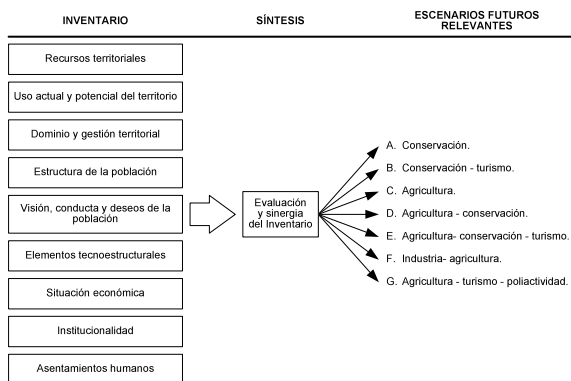 INVENTARIO
SÍNTESIS
ESCENARIOS FUTUROS
RELEVANTES
Recursos territoriales
Uso actual y potencial del territorio
Dominio y gestión territorial
Estructura de la población
Visión, conducta y deseos de la
población
Elementos tecnoestructurales
Situación económica
Institucionalidad
Asentamientos humanos
Evaluación
y sinergia
del Inventario
A. Conservación.
B. Conservación - turismo.
C. Agricultura.
D. Agricultura - conservación.
E. Agricultura- conservación - turismo.
F. Industria- agricultura.
G. Agricultura - turismo - poliactividad.